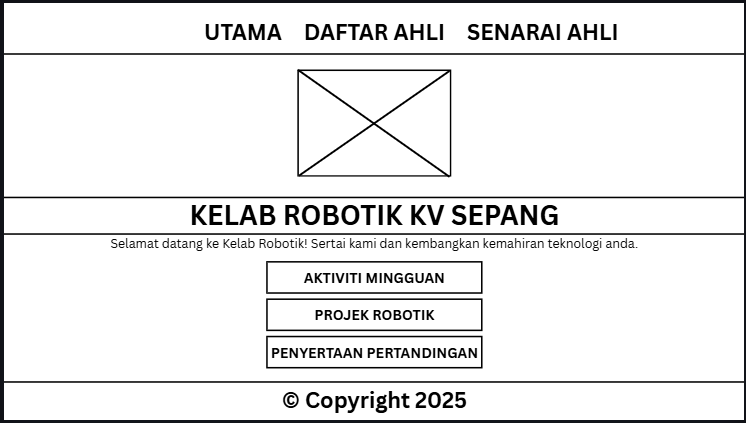 UTAMA DAFTAR AHLI SENARAI AHLI
KELAB ROBOTIK KV SEPANG
Selamat datang ke Kelab Robotik! Sertai kami dan kembangkan kemahiran teknologi anda.
AKTIVITI MINGGUAN
PROJEK ROBOTIK
PENYERTAAN PERTANDINGAN
© Copyright 2025